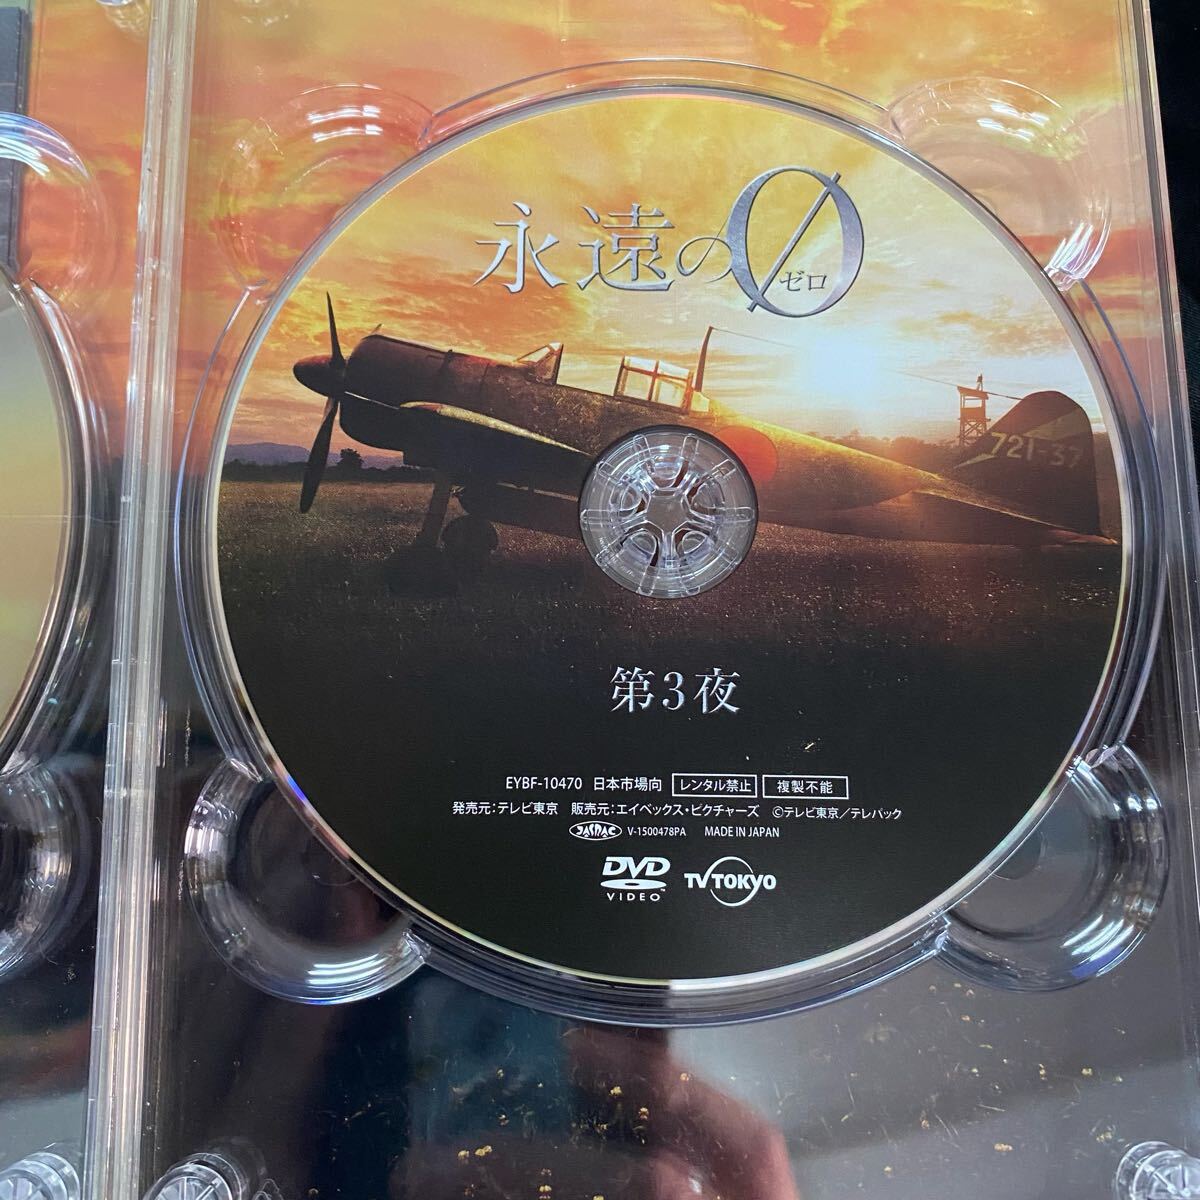 永遠の0
ゼロ
721-37
第3夜
EYBF-10470 日本市場向 レンタル禁止 複製不能
発売元：テレビ東京 販売元：エイベックス・ピクチャーズ ©テレビ東京／テレパック
JASRAC V-1500478PA MADE IN JAPAN
DVD VIDEO TV TOKYO